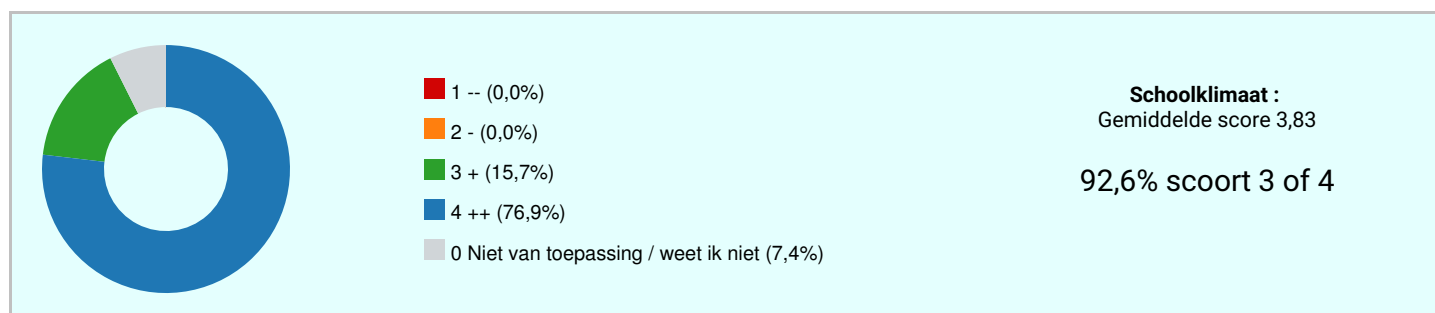 1 -- (0,0%)
2 - (0,0%)
3 + (15,7%)
4 ++ (76,9%)
0 Niet van toepassing / weet ik niet (7,4%)
Schoolklimaat :
Gemiddelde score 3,83
92,6% scoort 3 of 4